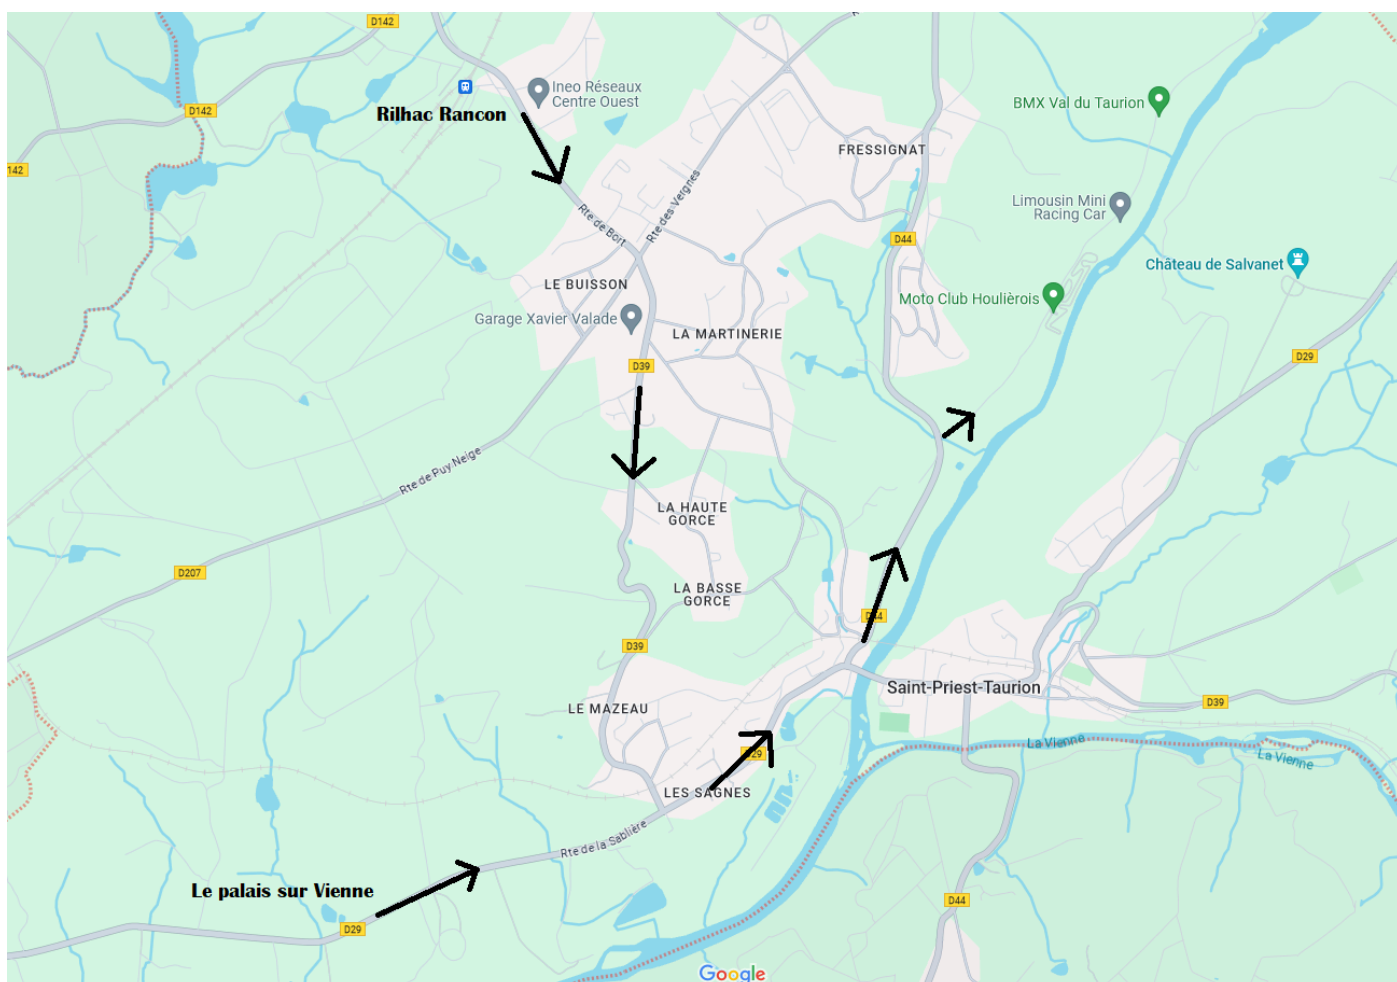 D142
D142
142
Ineo Réseaux
Centre Ouest
Rilhac Rancon
BMX Val du Taurion
FRESSIGNAT
Rte des Vergnes
Rte de Bort
Limousin Mini
Racing Car
D44
Château de Salvanet
LE BUISSON
Moto Club Houlièrois
Garage Xavier Valade
LA MARTINERIE
D29
D39
Rte de Puy Neige
LA HAUTE
GORCE
D207
LA BASSE
GORCE
D44
D39
Saint-Priest-Taurion
D39
LE MAZEAU
La Vienne
La Vienne
D29
LES SAGNES
Rte de la Sablière
Le palais sur Vienne
D44
D29
Google